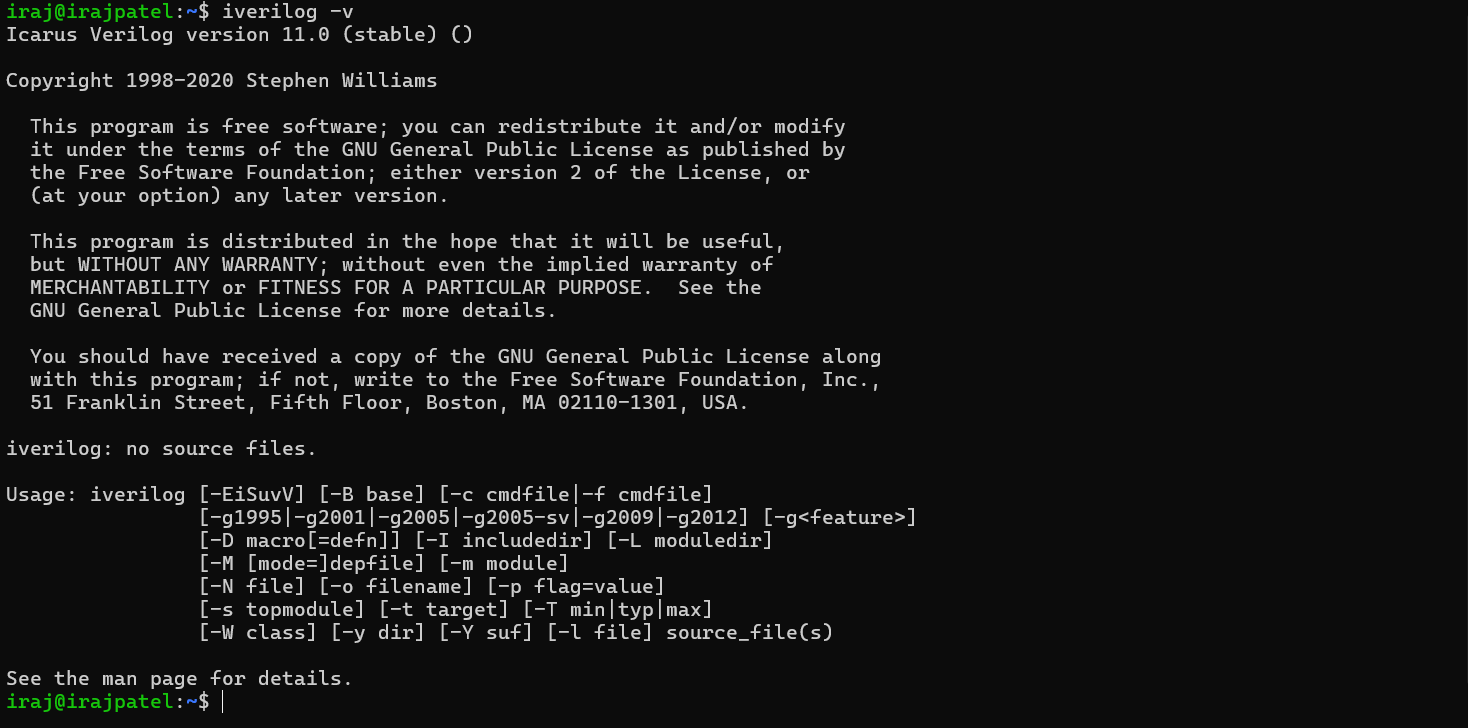 iraj@irajpatel:~$ iverilog -v
Icarus Verilog version 11.0 (stable) ()
Copyright 1998-2020 Stephen Williams
This program is free software; you can redistribute it and/or modify
it under the terms of the GNU General Public License as published by
the Free Software Foundation; either version 2 of the License, or
(at your option) any later version.
This program is distributed in the hope that it will be useful,
but WITHOUT ANY WARRANTY; without even the implied warranty of
MERCHANTABILITY or FITNESS FOR A PARTICULAR PURPOSE.  See the
GNU General Public License for more details.
You should have received a copy of the GNU General Public License along
with this program; if not, write to the Free Software Foundation, Inc.,
51 Franklin Street, Fifth Floor, Boston, MA 02110-1301, USA.
iverilog: no source files.
Usage: iverilog [-EiSuvV] [-B base] [-c cmdfile|-f cmdfile]
[-g1995|-g2001|-g2005|-g2005-sv|-g2009|-g2012] [-g<feature>]
[-D macro[=defn]] [-I includedir] [-L moduledir]
[-M [mode=]depfile] [-m module]
[-N file] [-o filename] [-p flag=value]
[-s topmodule] [-t target] [-T min|typ|max]
[-W class] [-y dir] [-Y suf] [-l file] source_file(s)
See the man page for details.
iraj@irajpatel:~$